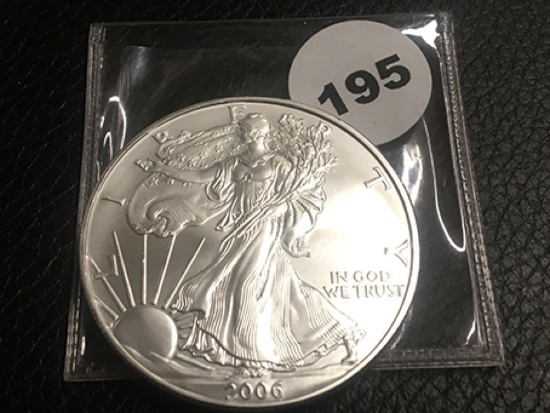 195
LIBERTY
IN GOD
WE TRUST
2006